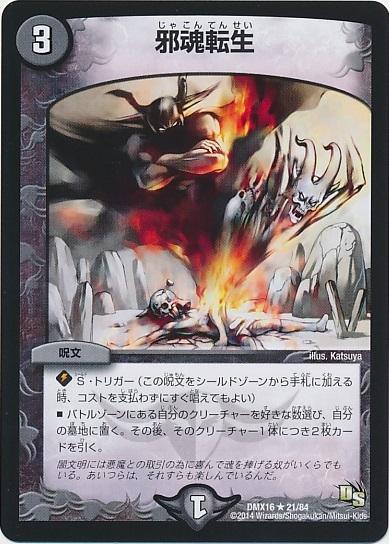 じゃこんてんせい
3
邪魂転生
illus. Katsuya
呪文
S・トリガー (この呪文をシールドゾーンから手札に加える
時、コストを支払わずにすぐ唱えてもよい)
■ バトルゾーンにある自分のクリーチャーを好きな数選び、自分
の墓地に置く。その後、そのクリーチャー1体につき2枚カー
ドを引く。
闇文明には悪魔との取引の為に喜んで魂を捧げる奴がいくらでも
いる。あいつらは、それすらも楽しんでいるんだ。
1
DMX16 ★ 21/84
©2014 Wizards/Shogakukan/Mitsui-Kids
DS